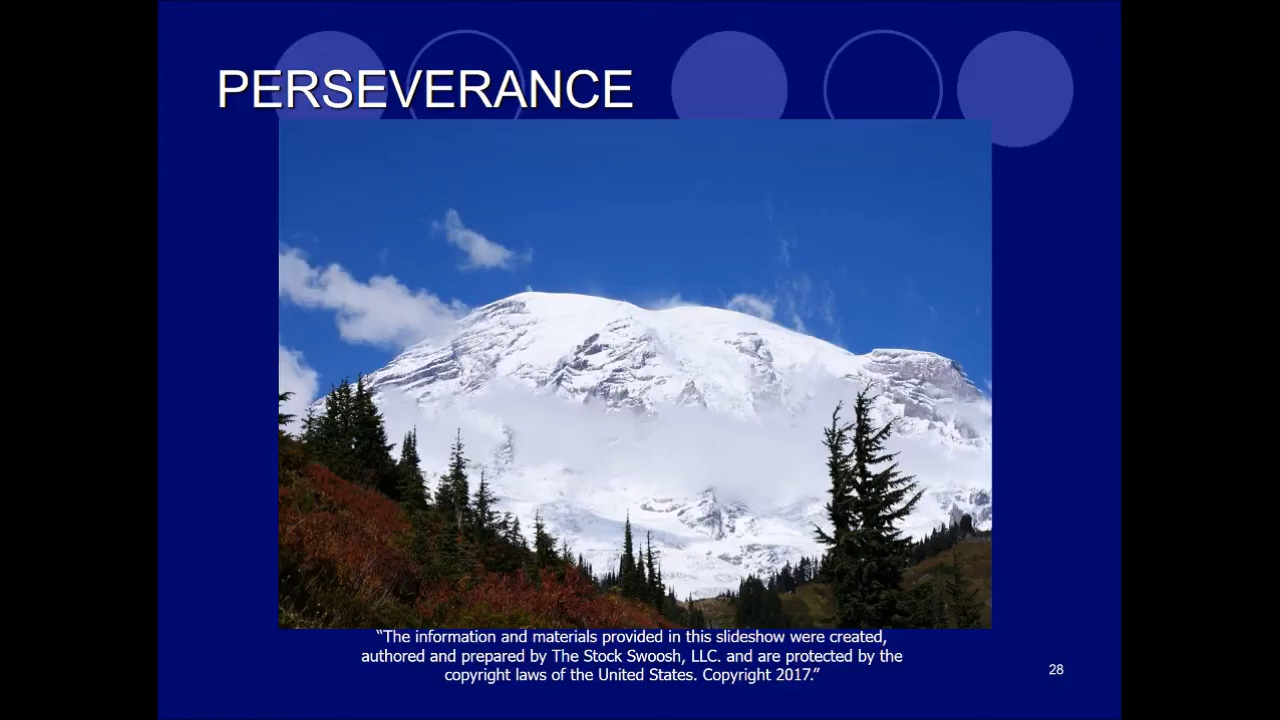 PERSEVERANCE
“The information and materials provided in this slideshow were created,
authored and prepared by The Stock Swoosh, LLC. and are protected by the
copyright laws of the United States. Copyright 2017.”
28